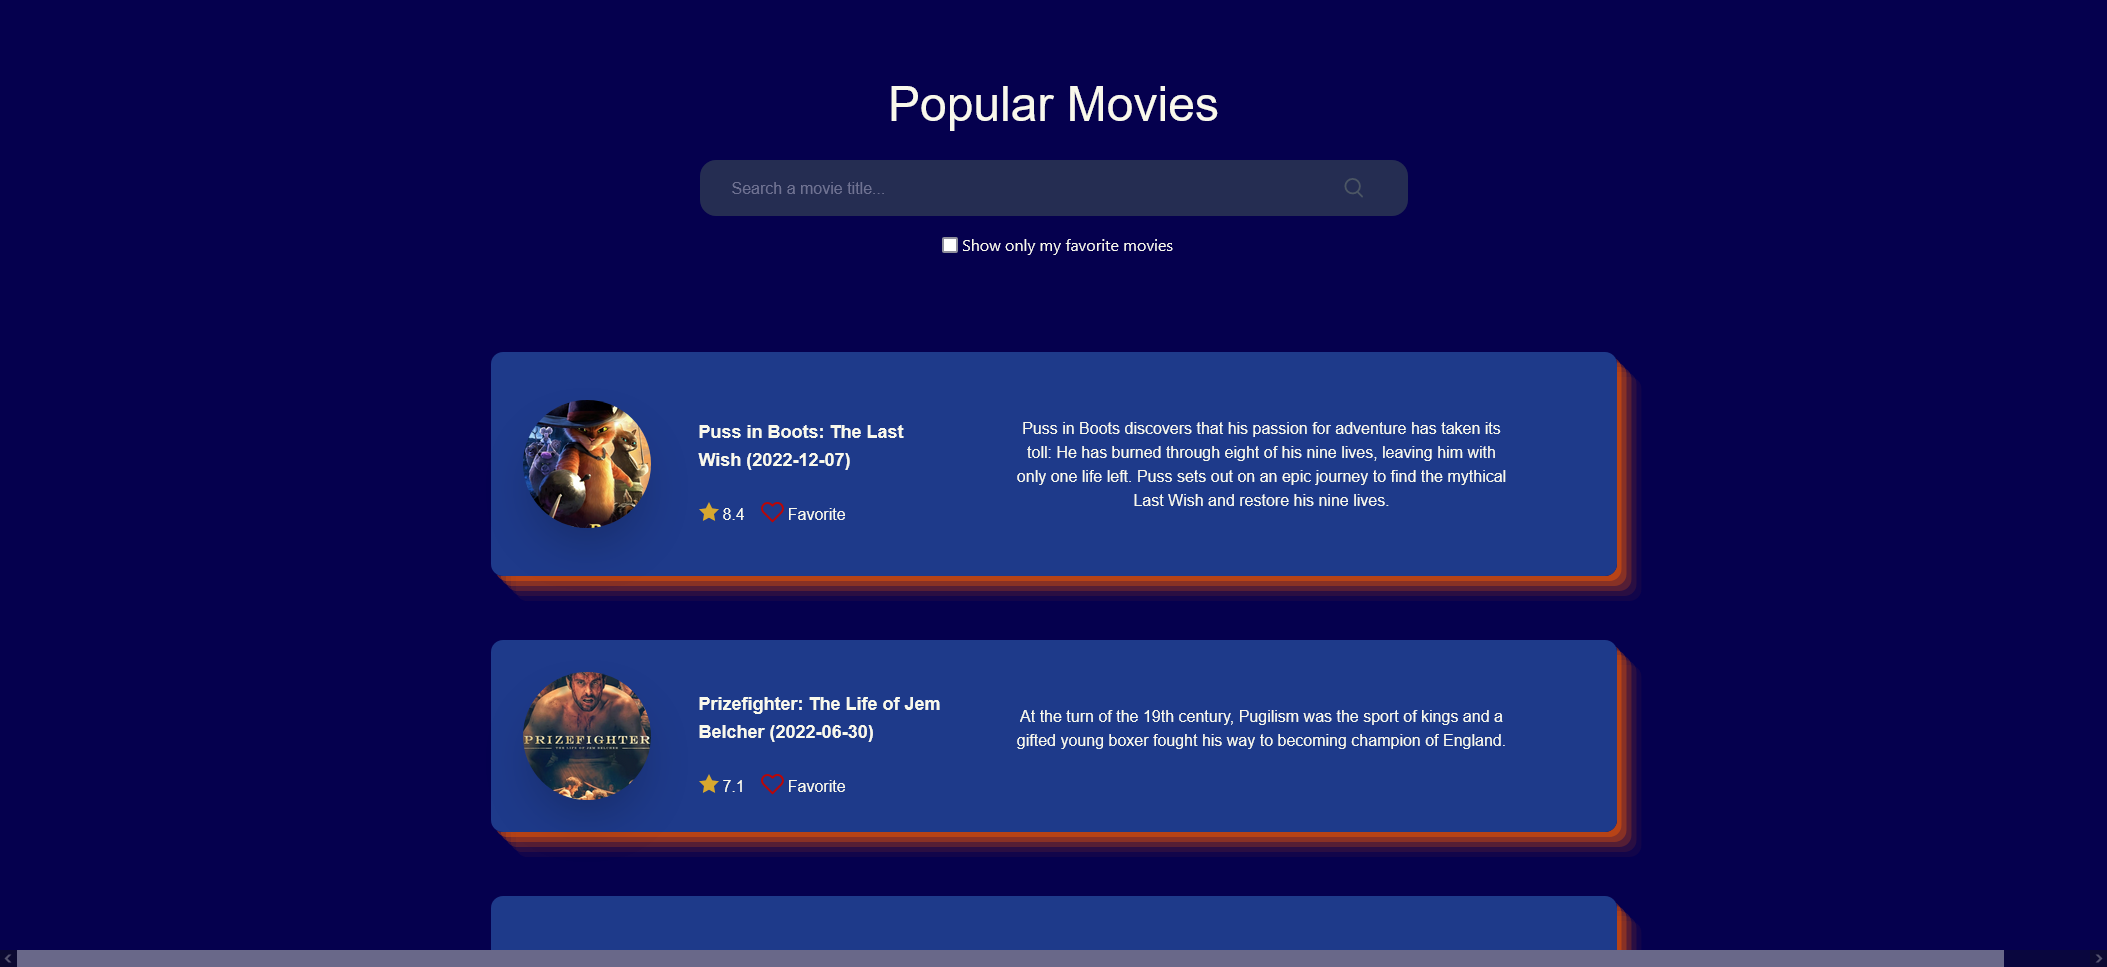 Popular Movies
Search a movie title...
Show only my favorite movies
Puss in Boots: The Last
Wish (2022-12-07)
8.4
Favorite
Puss in Boots discovers that his passion for adventure has taken its
toll: He has burned through eight of his nine lives, leaving him with
only one life left. Puss sets out on an epic journey to find the mythical
Last Wish and restore his nine lives.
PRIZEFIGHTER
THE LIFE OF JEM BELCHER
Prizefighter: The Life of Jem
Belcher (2022-06-30)
7.1
Favorite
At the turn of the 19th century, Pugilism was the sport of kings and a
gifted young boxer fought his way to becoming champion of England.